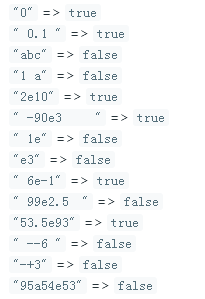 "0" => true
" 0.1 " => true
"abc" => false
"1 a" => false
"2e10" => true
" -90e3   " => true
" 1e" => false
"e3" => false
" 6e-1" => true
" 99e2.5 " => false
"53.5e93" => true
" --6 " => false
"-+3" => false
"95a54e53" => false